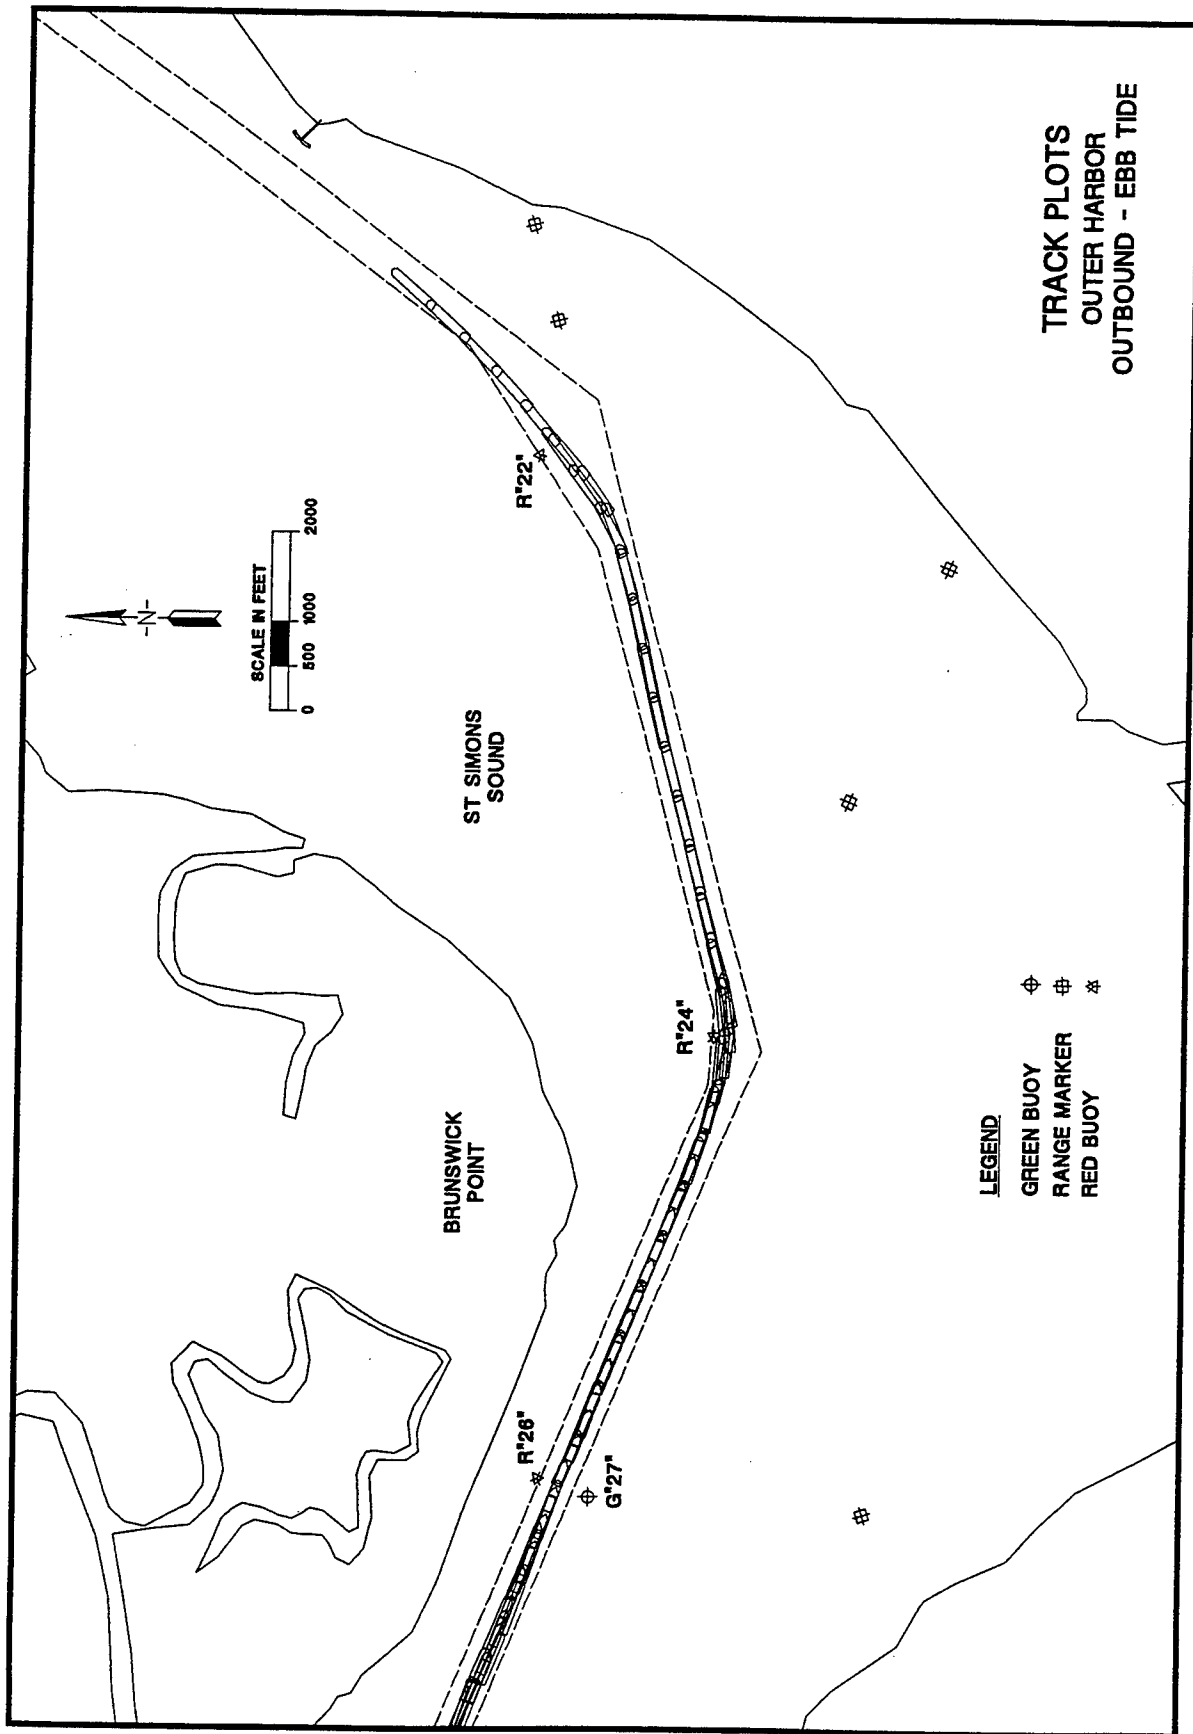 TRACK PLOTS
OUTER HARBOR
OUTBOUND - EBB TIDE
-N-
SCALE IN FEET
0 500 1000 2000
ST SIMONS
SOUND
BRUNSWICK
POINT
R"22"
R"24"
R"26"
G"27"
LEGEND
GREEN BUOY
RANGE MARKER
RED BUOY